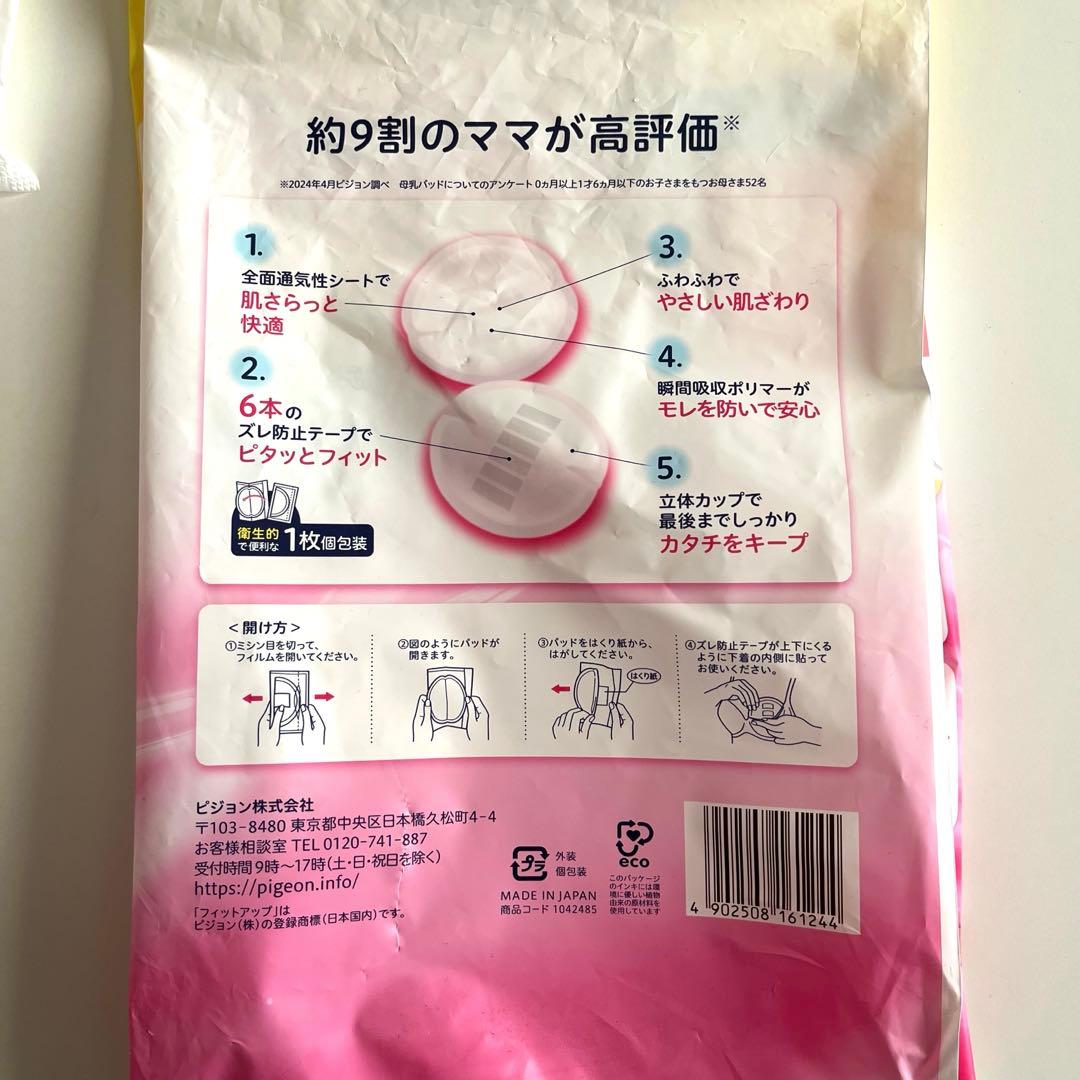 約9割のママが高評価※
※2024年4月ピジョン調べ 母乳パッドについてのアンケート 0ヵ月以上1才6ヵ月以下のお子さまをもつお母さま52名
1.
全面通気性シートで
肌さらっと
快適
2.
6本の
ズレ防止テープで
ピタッとフィット
衛生的
で便利な
1枚個包装
3.
ふわふわで
やさしい肌ざわり
4.
瞬間吸収ポリマーが
モレを防いで安心
5.
立体カップで
最後までしっかり
カタチをキープ
<開け方>
①ミシン目を切って、
フィルムを開いてください。
②図のようにパッドが
開きます。
③パッドをはくり紙から、
はがしてください。
はくり紙
④ズレ防止テープが上下にくる
ように下着の内側に貼って
お使いください。
ピジョン株式会社
〒103-8480 東京都中央区日本橋久松町4-4
お客様相談室 TEL 0120-741-887
受付時間 9時~17時(土・日・祝日を除く)
https://pigeon.info/
「フィットアップ」は
ピジョン(株)の登録商標(日本国内)です。
プラ
外装
個包装
MADE IN JAPAN
商品コード 1042485
eco
このパッケージ
のインキには環
境に優しい植物
由来の原材料を
使用しています
4 902508 161244